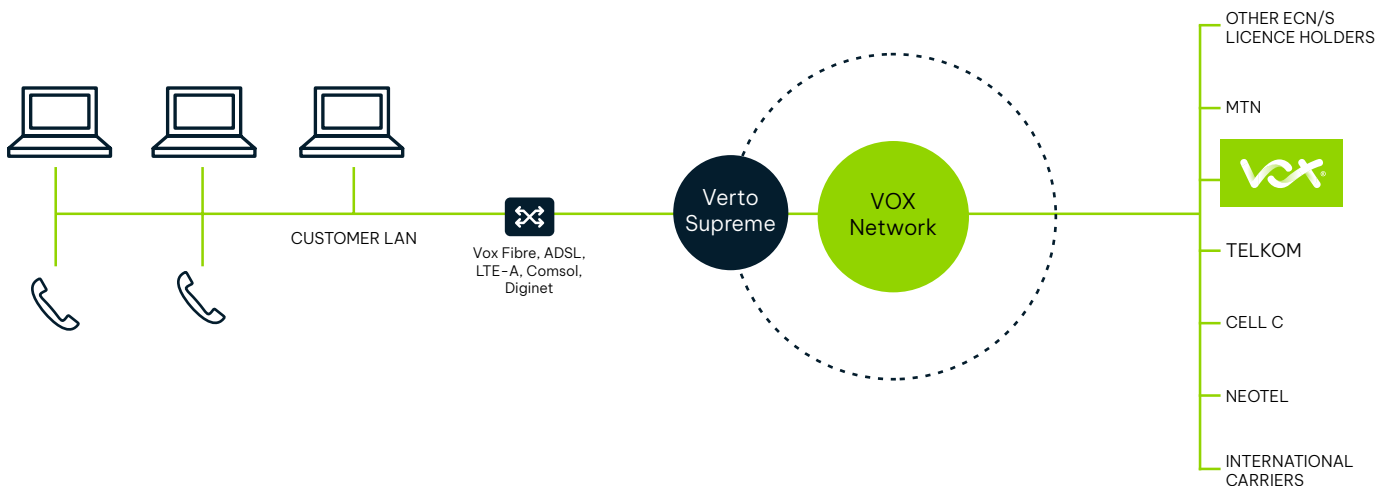 OTHER ECN/S
LICENCE HOLDERS
MTN
VOX
TELKOM
CELL C
NEOTEL
INTERNATIONAL
CARRIERS
Verto
Supreme
VOX
Network
CUSTOMER LAN
Vox Fibre, ADSL,
LTE-A, Comsol,
Diginet